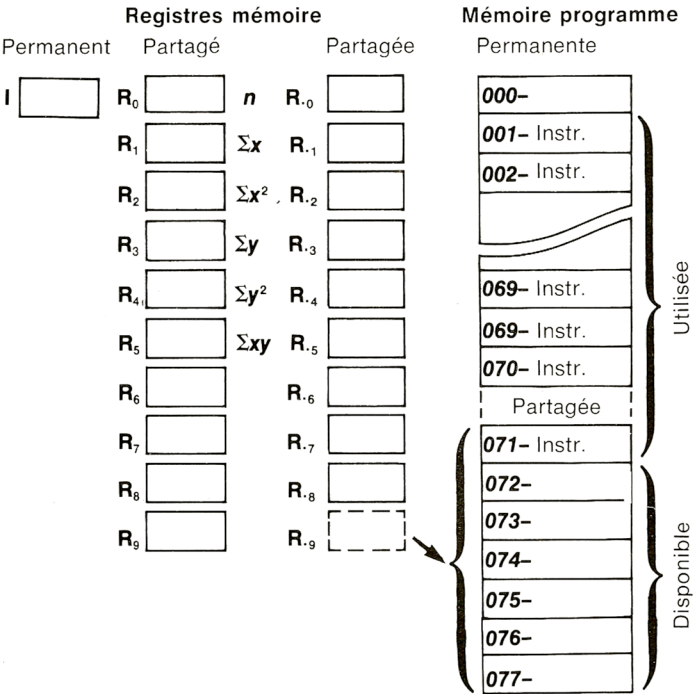 Registres mémoire
Mémoire programme
Permanent Partagé Partagée Permanente
I R₀ n R.₀ 000–
R₁ Σx R.₁ 001– Instr.
R₂ Σx² R.₂ 002– Instr.
R₃ Σy R.₃
R₄ Σy² R.₄ 069– Instr.
R₅ Σxy R.₅ 069– Instr.
R₆ R.₆ 070– Instr.
Partagée
R₇ R.₇ 071– Instr.
R₈ R.₈ 072–
R₉ R.₉ 073–
074–
075–
076–
077–
Utilisée
Disponible